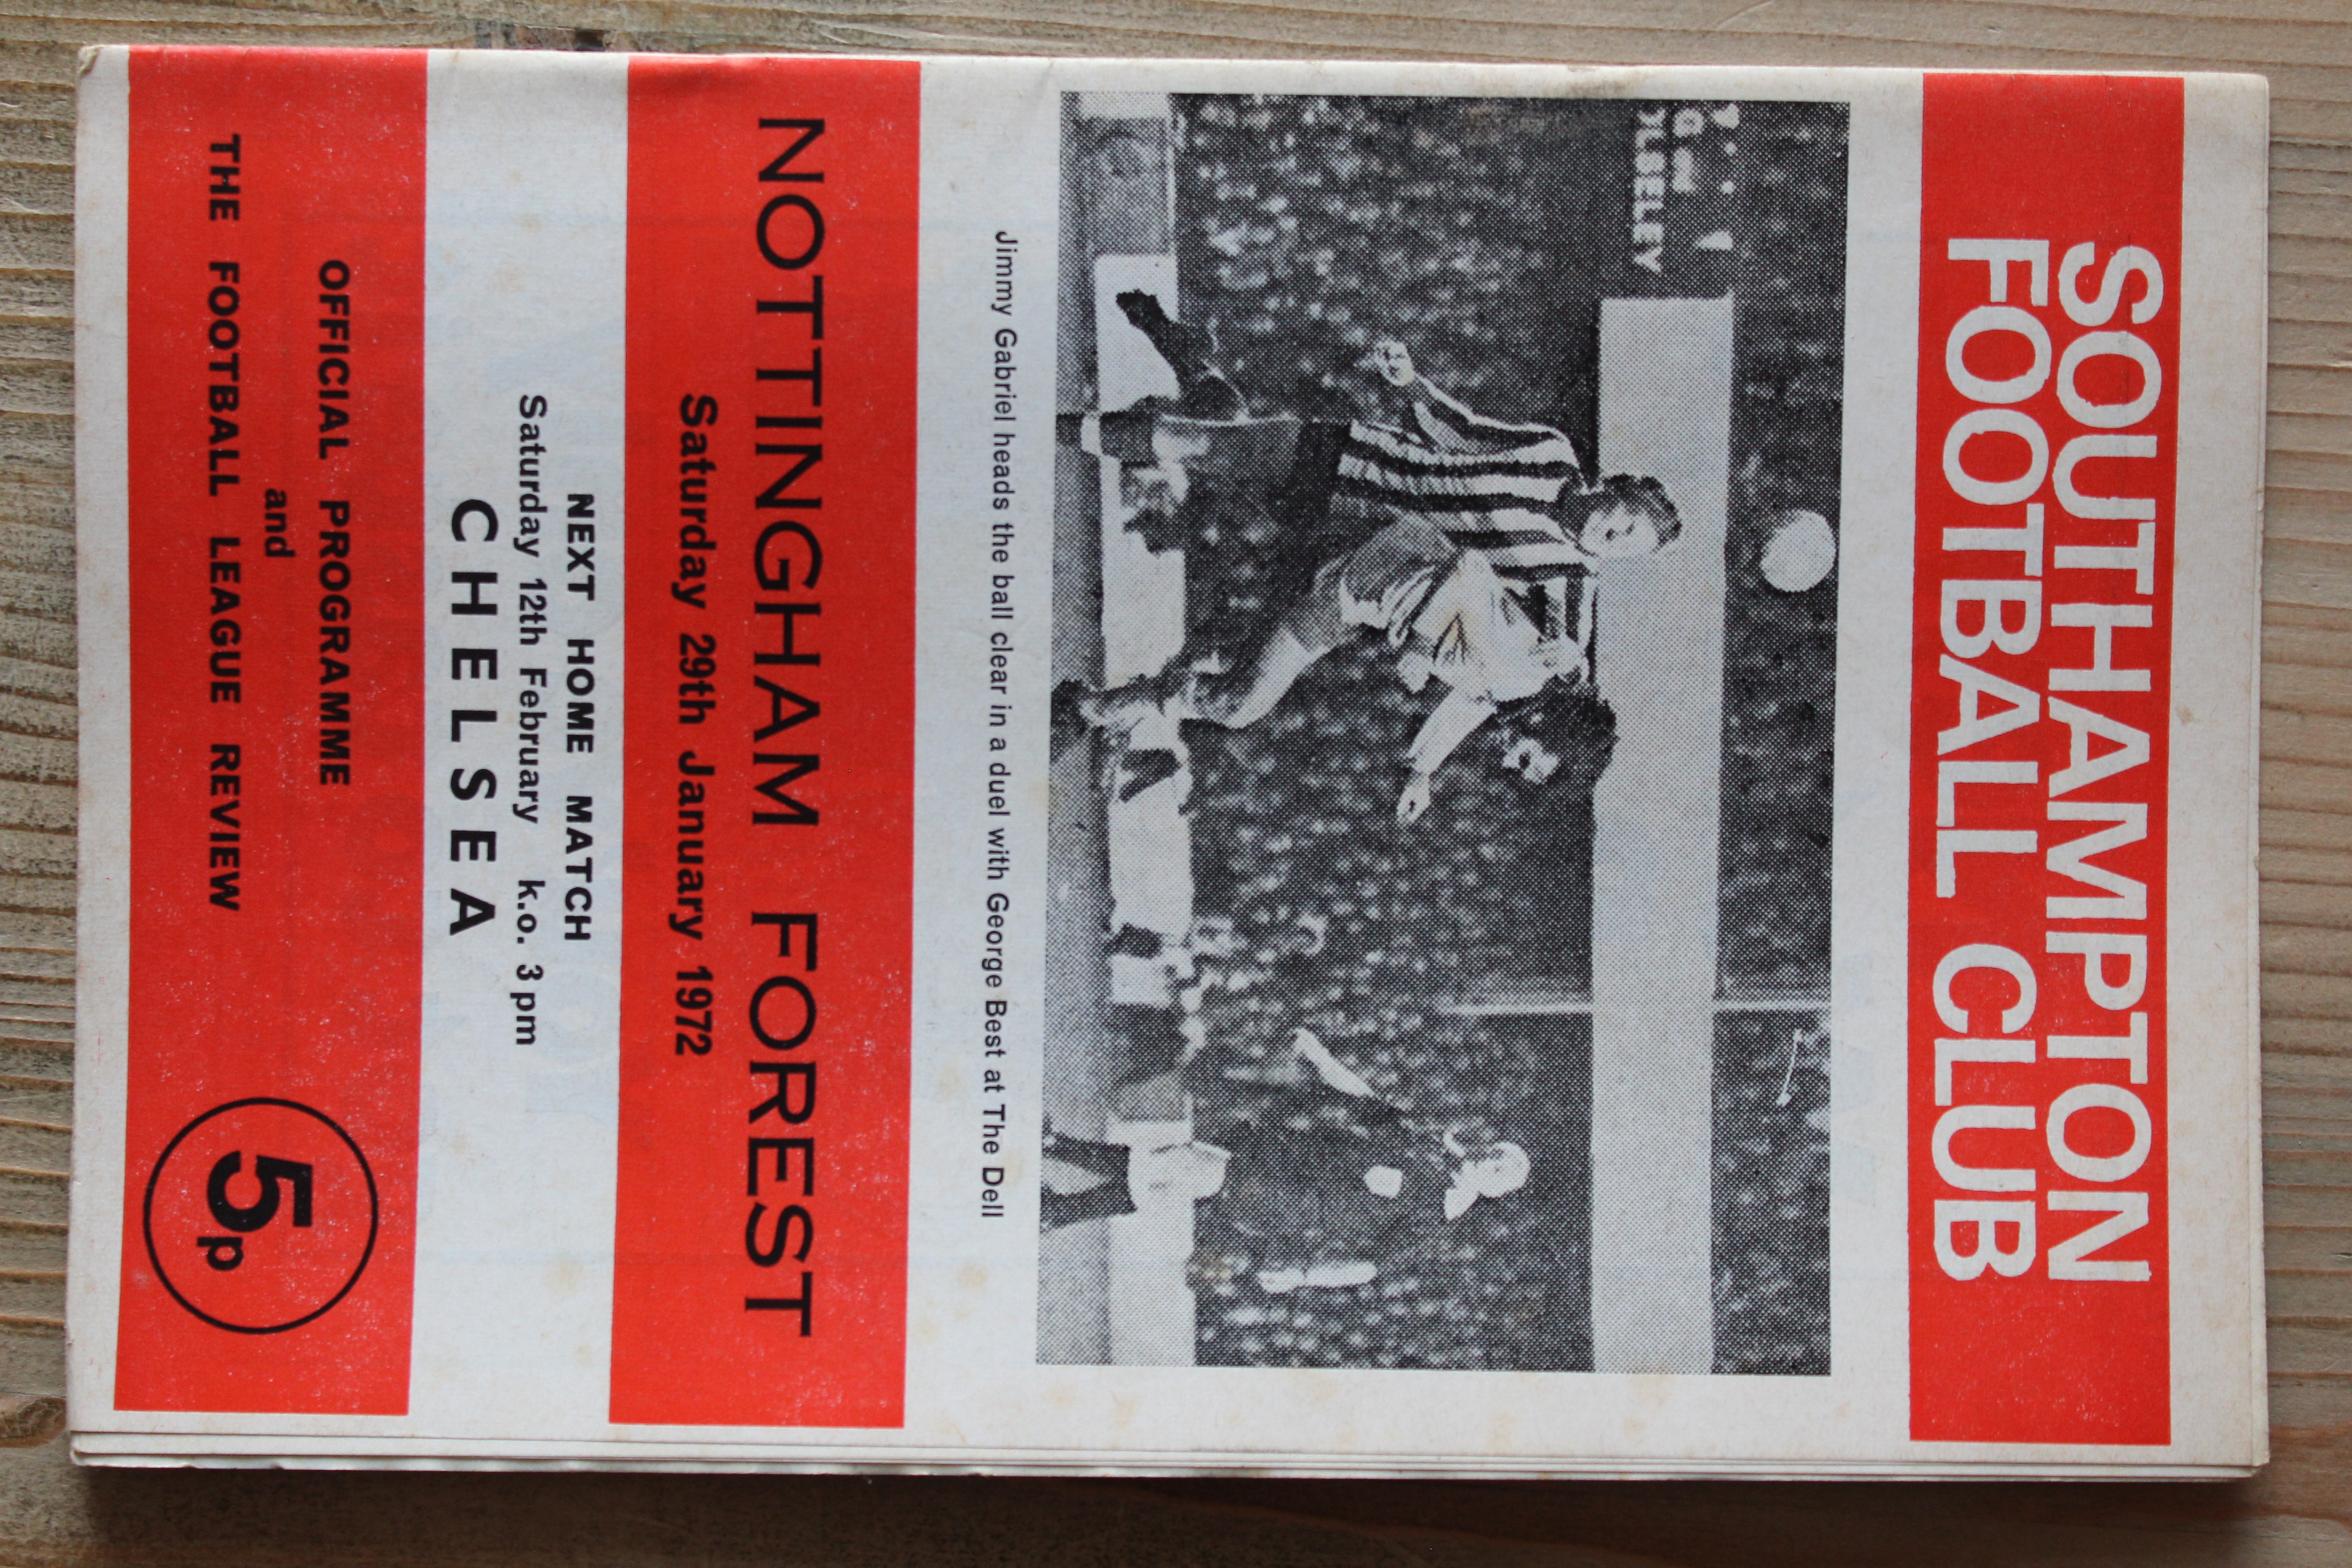 SOUTHAMPTON
FOOTBALL CLUB
Jimmy Gabriel heads the ball clear in a duel with George Best at The Dell
NOTTINGHAM FOREST
Saturday 29th January 1972
NEXT HOME MATCH
Saturday 12th February k.o. 3 pm
CHELSEA
OFFICIAL PROGRAMME
and
THE FOOTBALL LEAGUE REVIEW
5p